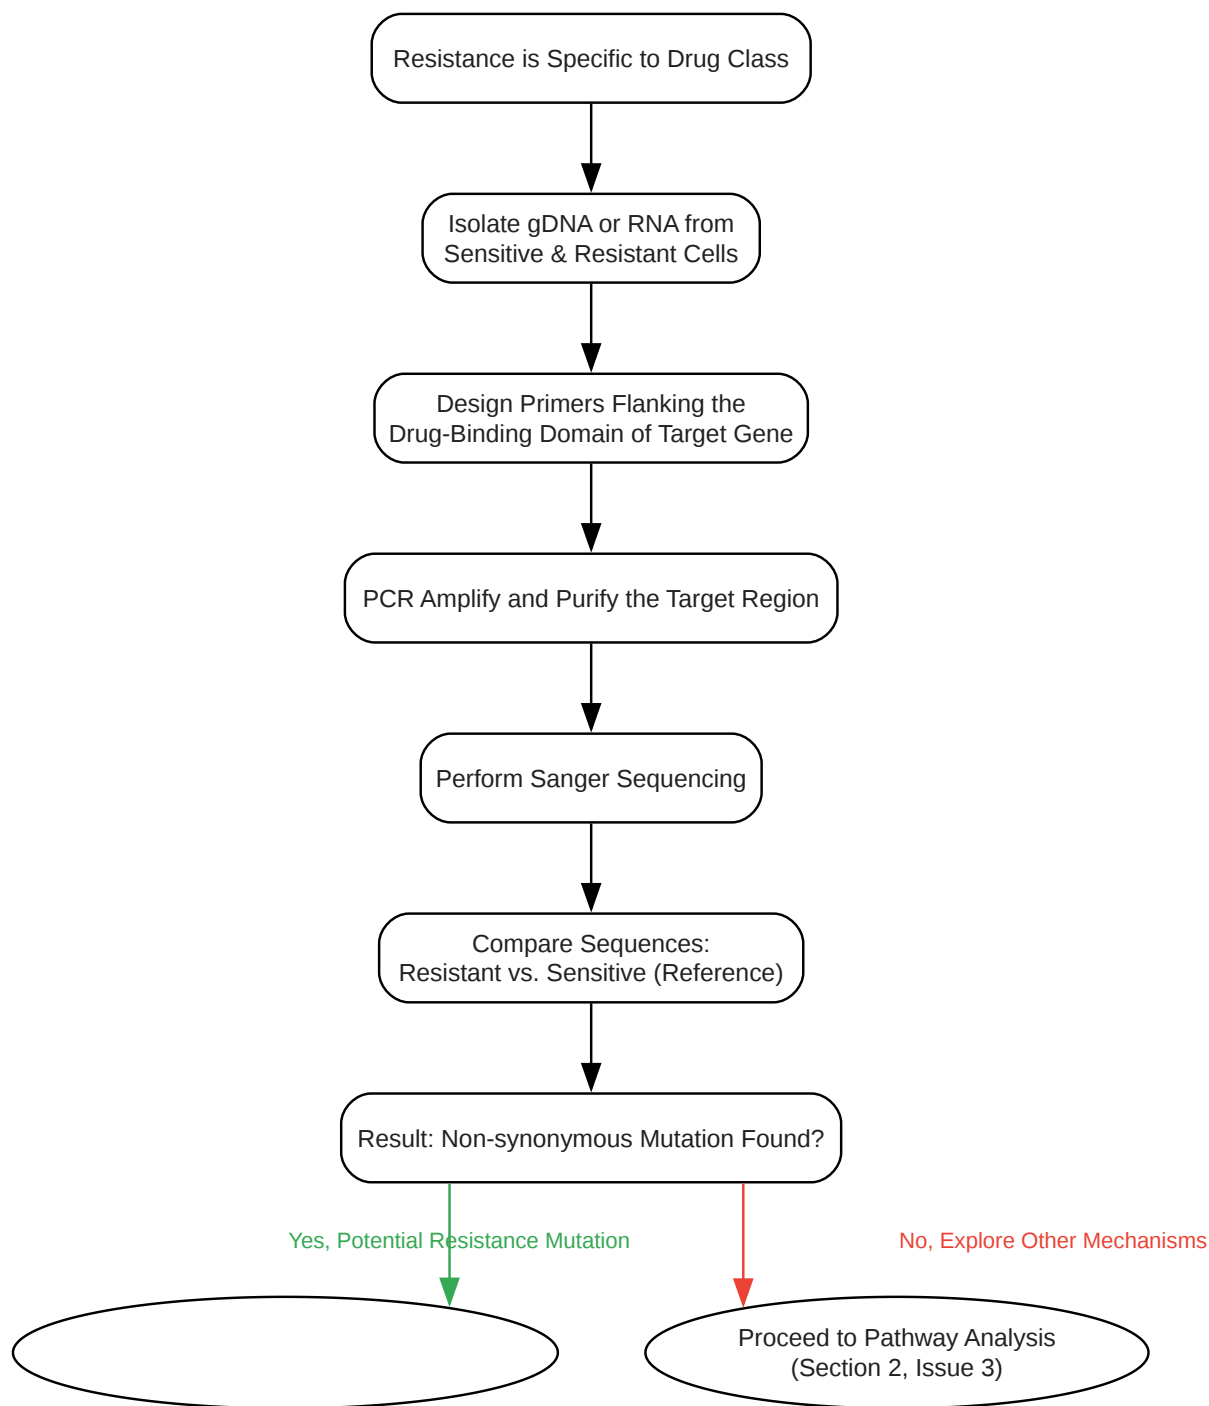 Resistance is Specific to Drug Class
Isolate gDNA or RNA from
Sensitive & Resistant Cells
Design Primers Flanking the
Drug-Binding Domain of Target Gene
PCR Amplify and Purify the Target Region
Perform Sanger Sequencing
Compare Sequences:
Resistant vs. Sensitive (Reference)
Result: Non-synonymous Mutation Found?
Yes, Potential Resistance Mutation
No, Explore Other Mechanisms
Proceed to Pathway Analysis
(Section 2, Issue 3)